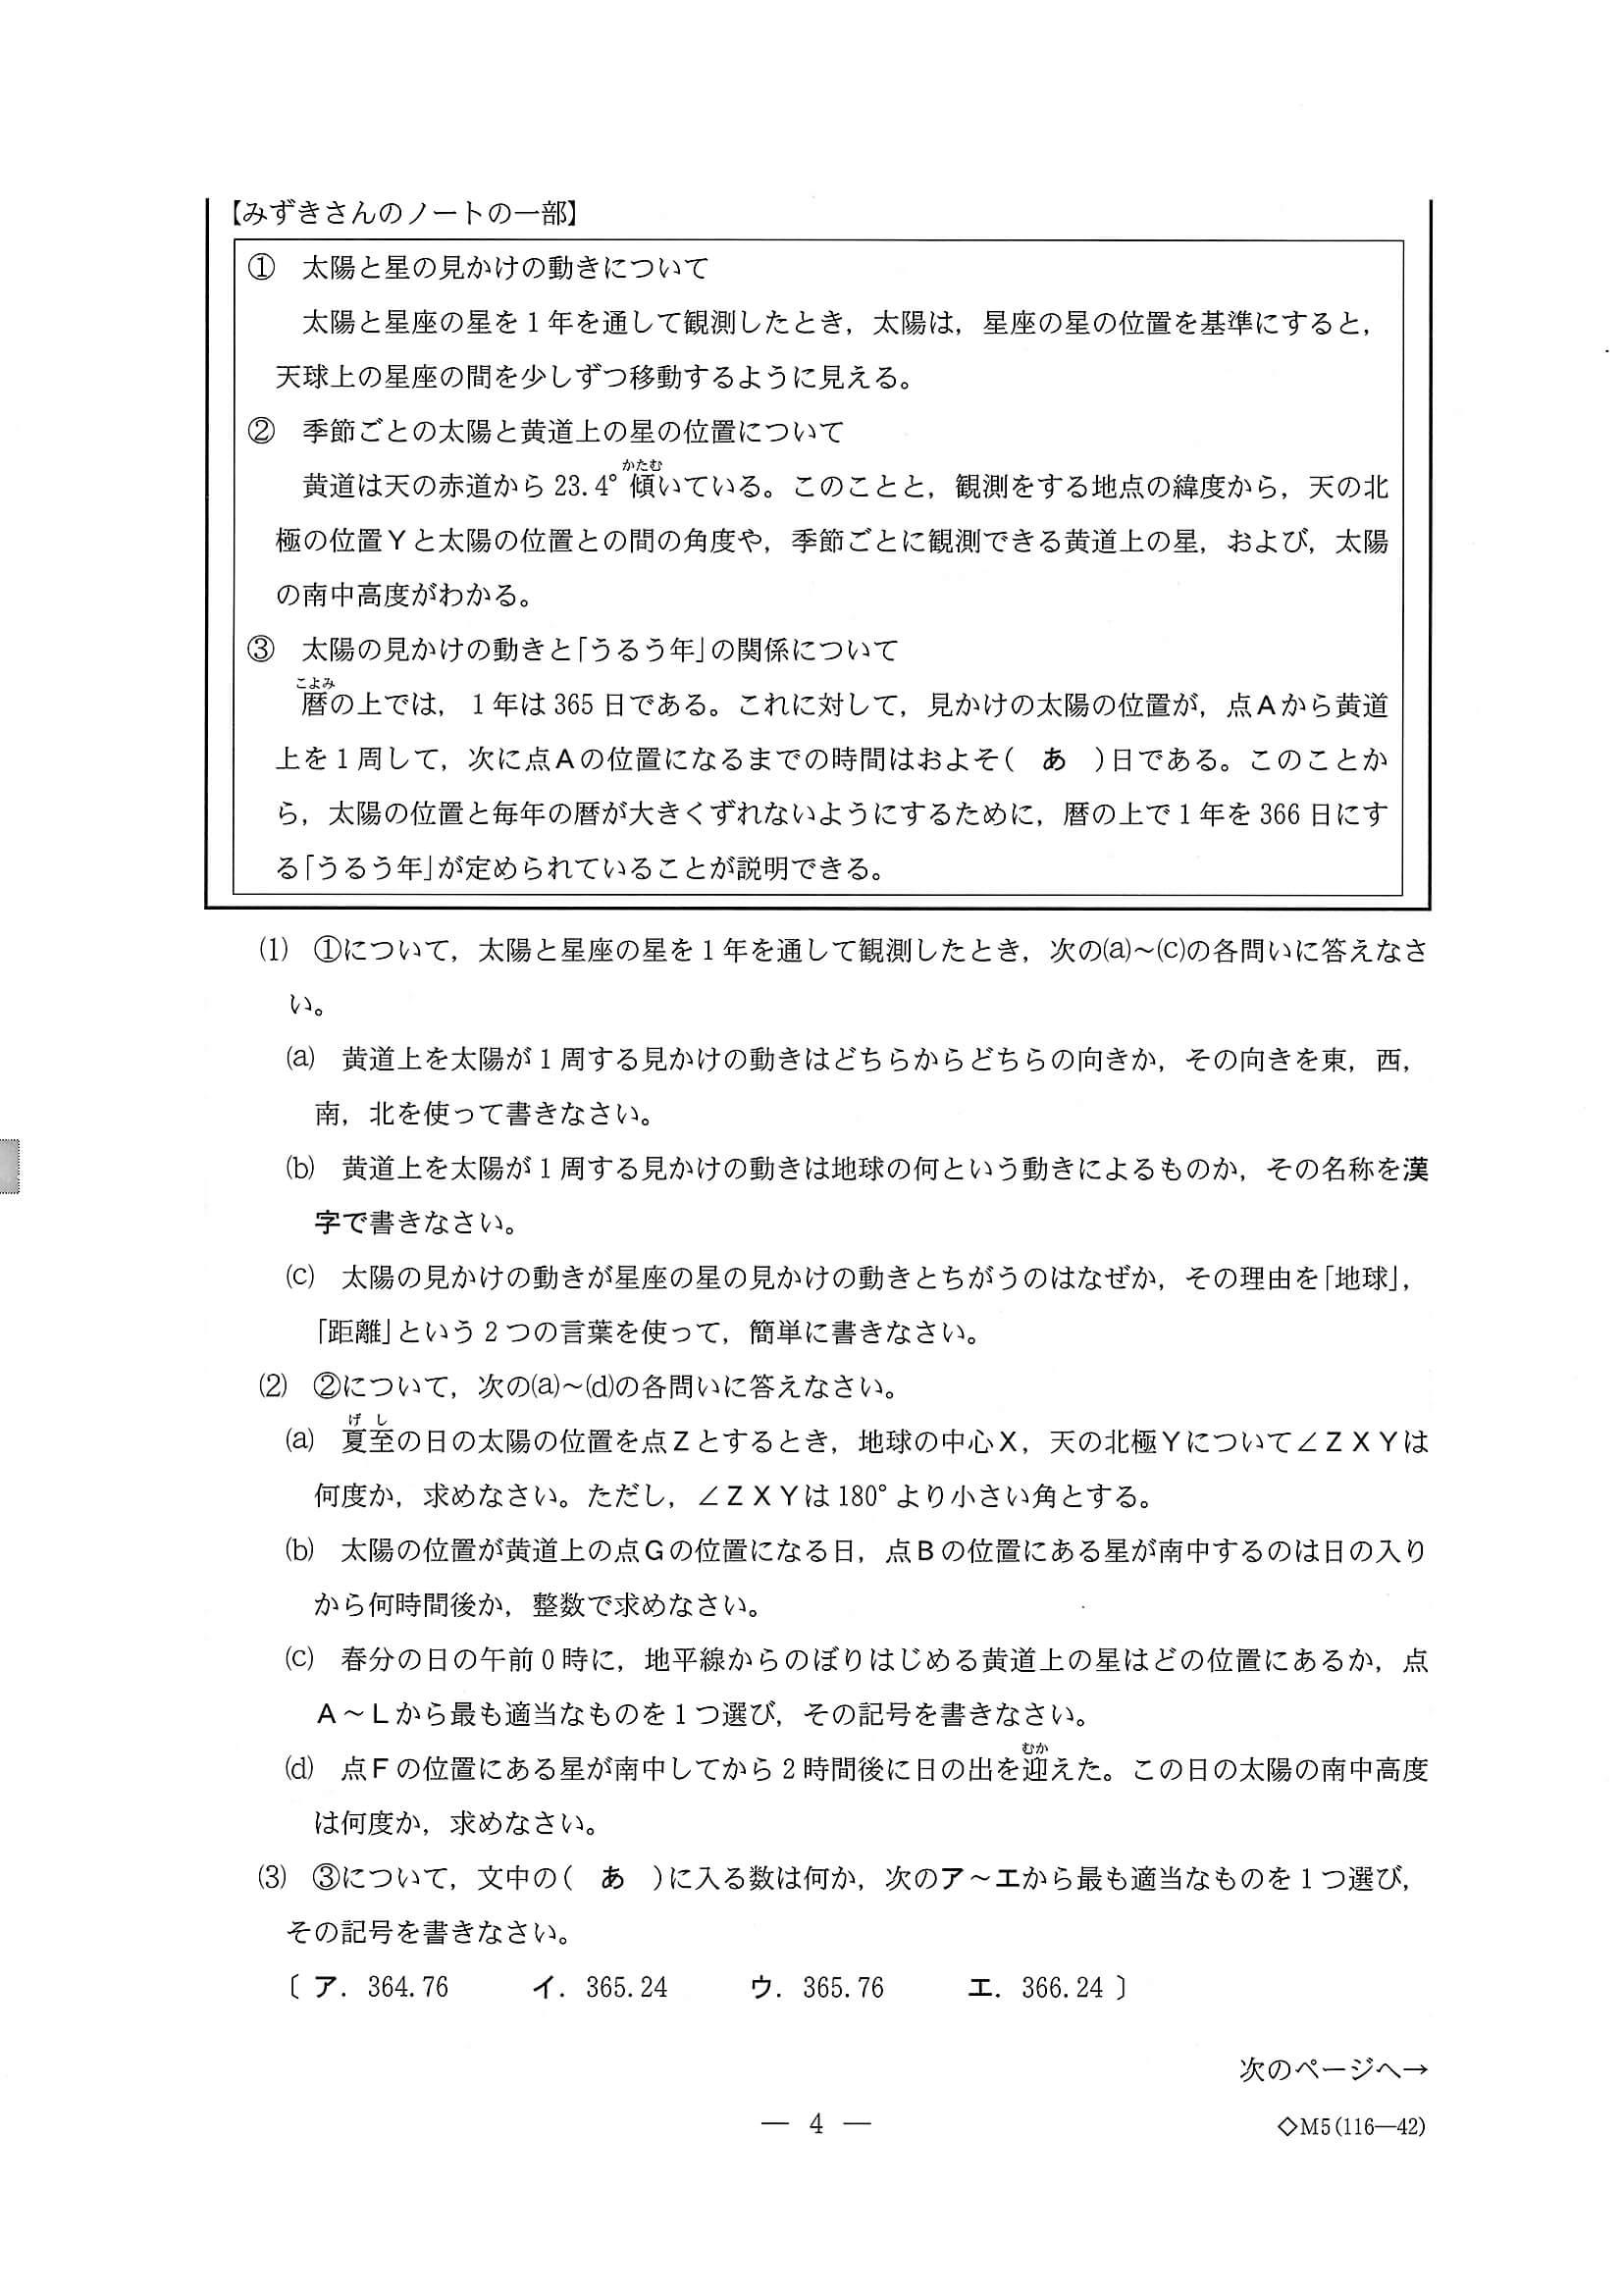 【みずきさんのノートの一部】
① 太陽と星の見かけの動きについて
太陽と星座の星を1年を通して観測したとき，太陽は，星座の星の位置を基準にすると，
天球上の星座の間を少しずつ移動するように見える。
② 季節ごとの太陽と黄道上の星の位置について
かたむ
黄道は天の赤道から 23.4° 傾いている。このことと，観測をする地点の緯度から，天の北
極の位置Yと太陽の位置との間の角度や，季節ごとに観測できる黄道上の星，および，太陽
の南中高度がわかる。
③ 太陽の見かけの動きと「うるう年」の関係について
こよみ
暦の上では，1年は 365 日である。これに対して，見かけの太陽の位置が，点Aから黄道
上を1周して，次に点Aの位置になるまでの時間はおよそ( あ )日である。このことか
ら，太陽の位置と毎年の暦が大きくずれないようにするために，暦の上で1年を 366 日にす
る「うるう年」が定められていることが説明できる。
⑴ ①について，太陽と星座の星を1年を通して観測したとき，次の(a)～(c)の各問いに答えなさ
い。
(a) 黄道上を太陽が1周する見かけの動きはどちらからどちらの向きか，その向きを東，西，
南，北を使って書きなさい。
(b) 黄道上を太陽が1周する見かけの動きは地球の何という動きによるものか，その名称を漢
字で書きなさい。
(c) 太陽の見かけの動きが星座の星の見かけの動きとちがうのはなぜか，その理由を「地球」，
「距離」という2つの言葉を使って，簡単に書きなさい。
⑵ ②について，次の(a)～(d)の各問いに答えなさい。
げ し
(a) 夏至の日の太陽の位置を点Zとするとき，地球の中心X，天の北極Yについて∠ZXYは
何度か，求めなさい。ただし，∠ZXYは 180° より小さい角とする。
(b) 太陽の位置が黄道上の点Gの位置になる日，点Bの位置にある星が南中するのは日の入り
から何時間後か，整数で求めなさい。
(c) 春分の日の午前0時に，地平線からのぼりはじめる黄道上の星はどの位置にあるか，点
A～Lから最も適当なものを1つ選び，その記号を書きなさい。
むか
(d) 点Fの位置にある星が南中してから2時間後に日の出を迎えた。この日の太陽の南中高度
は何度か，求めなさい。
⑶ ③について，文中の( あ )に入る数は何か，次のア～エから最も適当なものを1つ選び，
その記号を書きなさい。
〔 ア．364.76 イ．365.24 ウ．365.76 エ．366.24 〕
次のページへ→
— 4 —
◇M5(116—42)